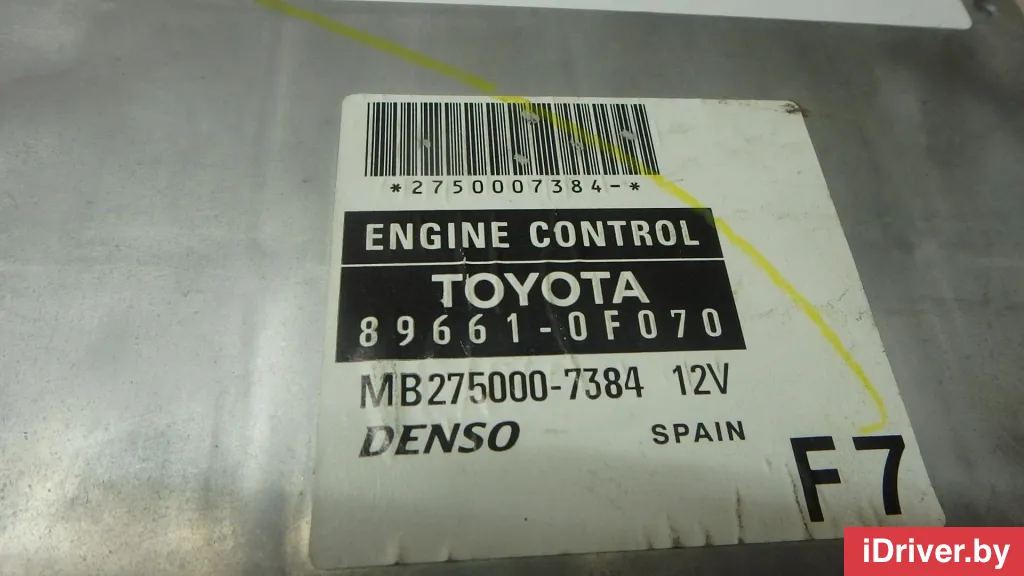 *2750007384-*
ENGINE CONTROL
TOYOTA
89661-0F070
MB275000-7384 12V
DENSO SPAIN
F7
iDriver.by